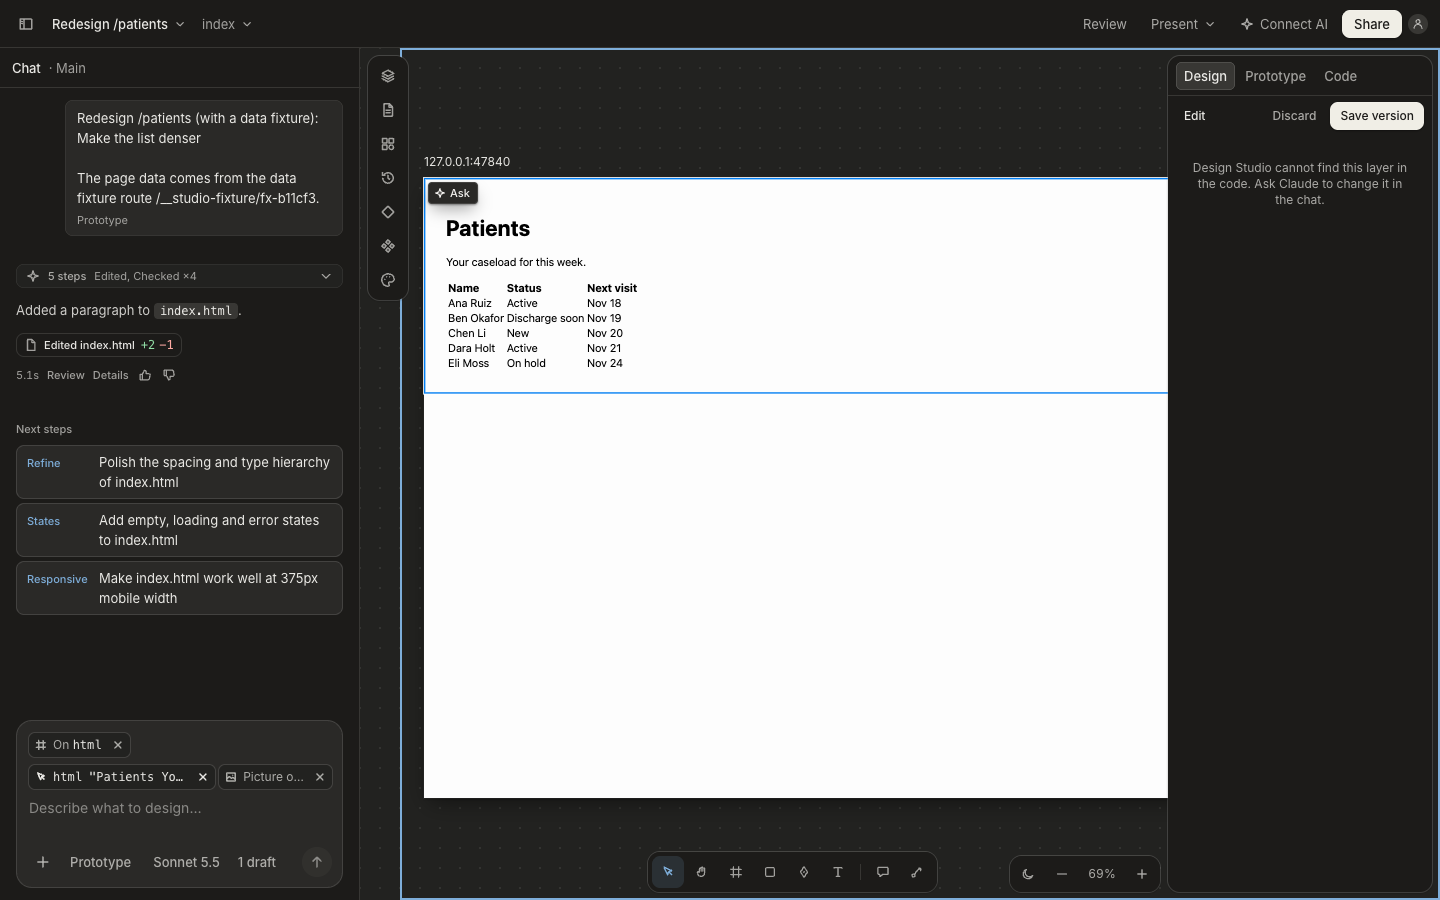 Redesign /patients
index
Review
Present
Connect AI
Share
Chat · Main
Redesign /patients (with a data fixture):
Make the list denser
The page data comes from the data
fixture route /__studio-fixture/fx-b11cf3.
Prototype
5 steps Edited, Checked ×4
Added a paragraph to index.html.
Edited index.html +2 −1
5.1s Review Details
Next steps
Refine
Polish the spacing and type hierarchy
of index.html
States
Add empty, loading and error states
to index.html
Responsive
Make index.html work well at 375px
mobile width
On html
html "Patients Yo…
Picture o…
Describe what to design…
Prototype
Sonnet 5.5
1 draft
127.0.0.1:47840
Ask
Patients
Your caseload for this week.
Name Status Next visit
Ana Ruiz Active Nov 18
Ben Okafor Discharge soon Nov 19
Chen Li New Nov 20
Dara Holt Active Nov 21
Eli Moss On hold Nov 24
69%
Design
Prototype
Code
Edit
Discard
Save version
Design Studio cannot find this layer in
the code. Ask Claude to change it in
the chat.